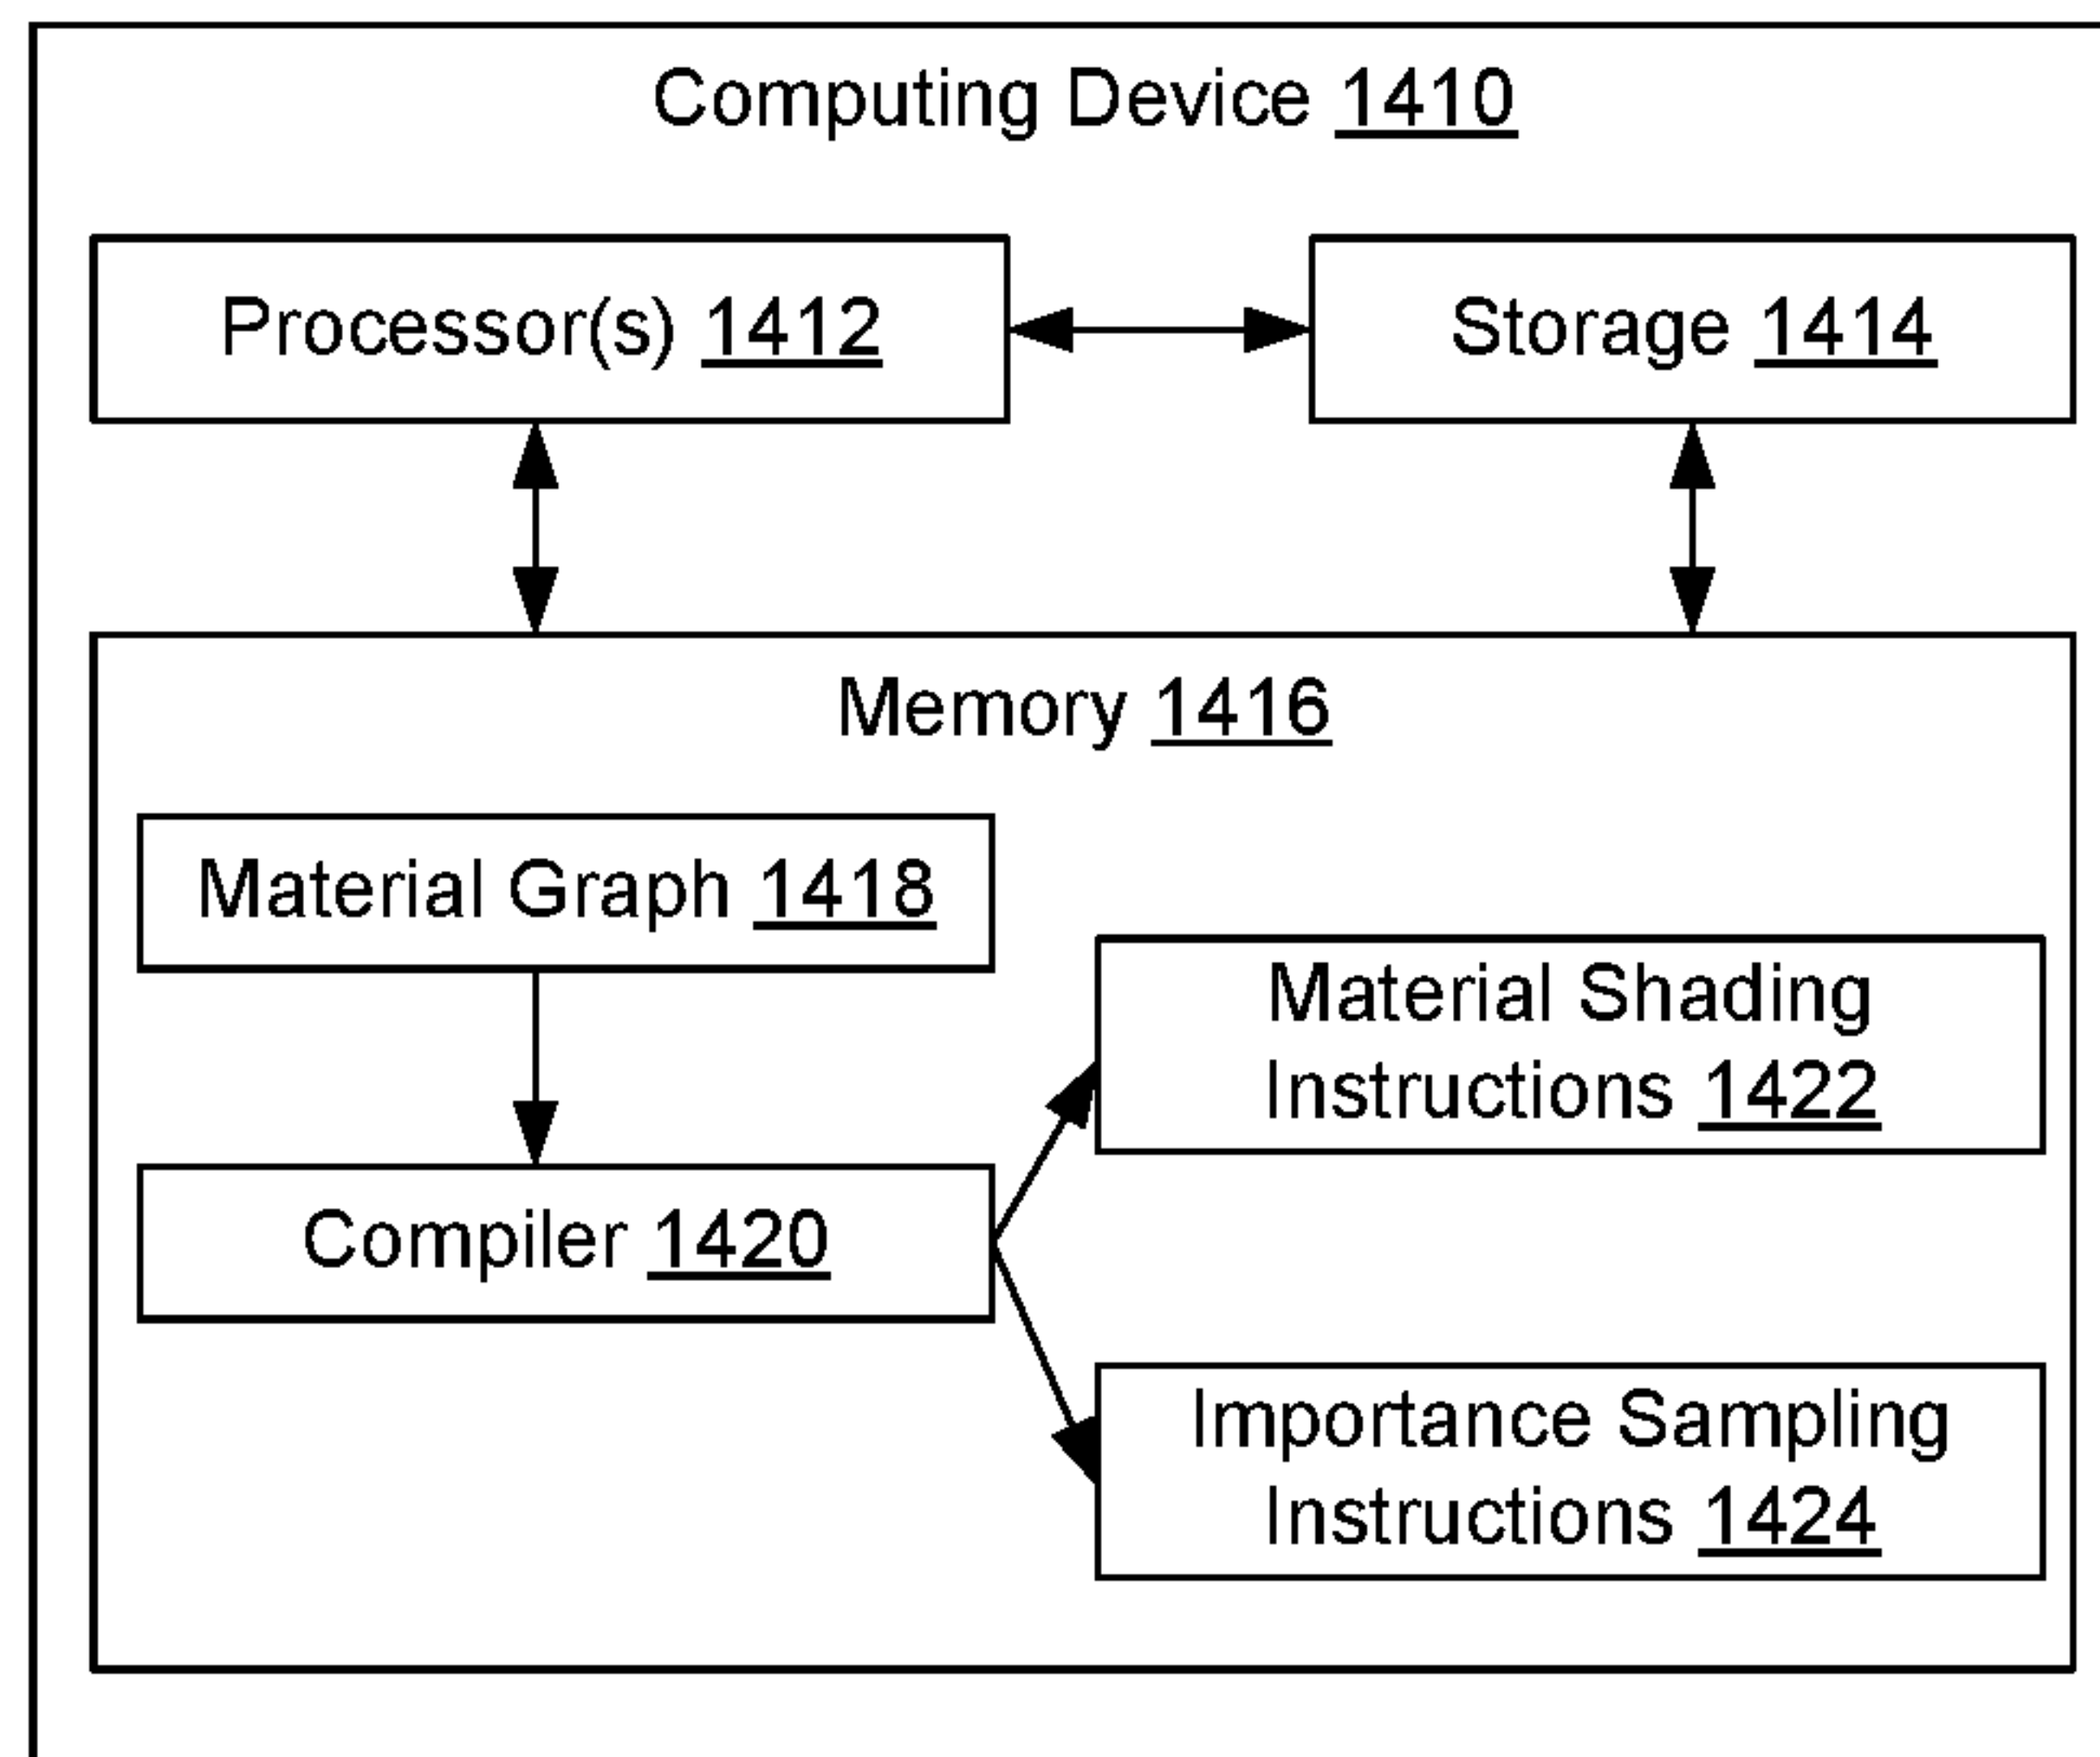 Computing Device 1410
Processor(s) 1412
Storage 1414
Memory 1416
Material Graph 1418
Material Shading
Instructions 1422
Compiler 1420
Importance Sampling
Instructions 1424